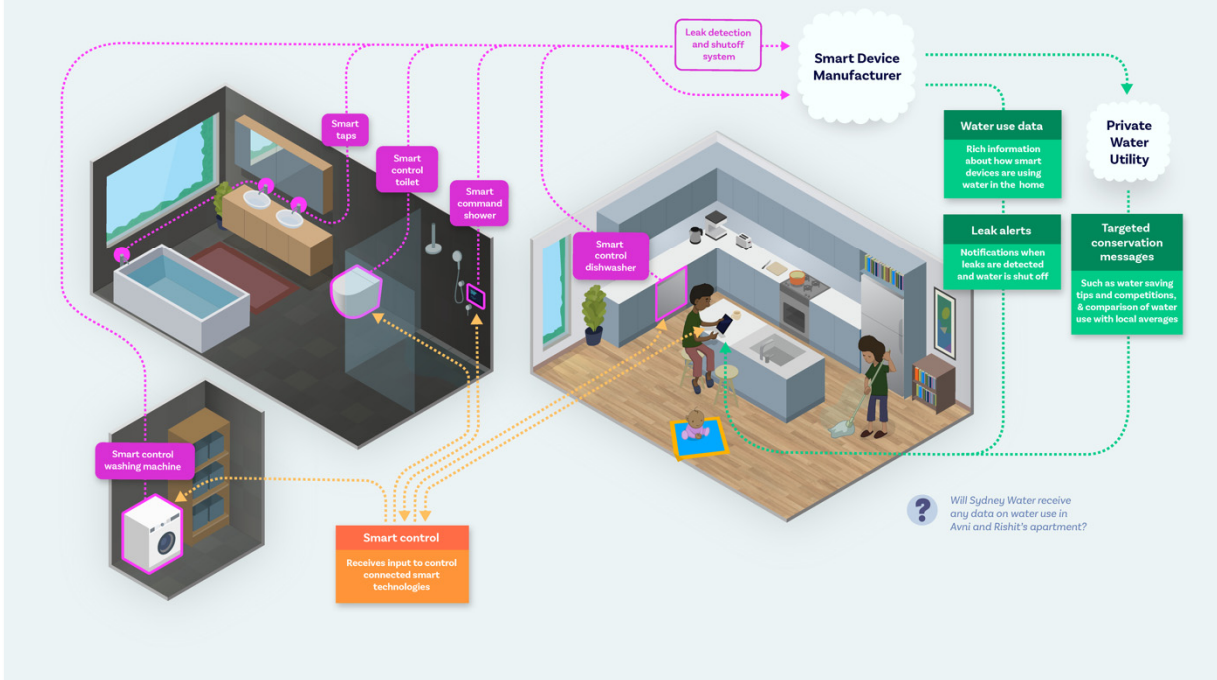 Leak detection
and shutoff
system
Smart Device
Manufacturer
Private
Water
Utility
Water use data
Rich information
about how smart
devices are using
water in the  home
Leak alerts
Notifications when
leaks are detected
and water is shut off
Targeted
conservation
messages
Such as water saving
tips and competitions,
& comparison of water
use with local averages
Smart
taps
Smart
control
toilet
Smart
command
shower
Smart
control
dishwasher
Smart control
washing machine
Smart control
Receives input to control
connected smart
technologies
?
Will Sydney Water receive
any data on water use in
Avni and Rishit's apartment?